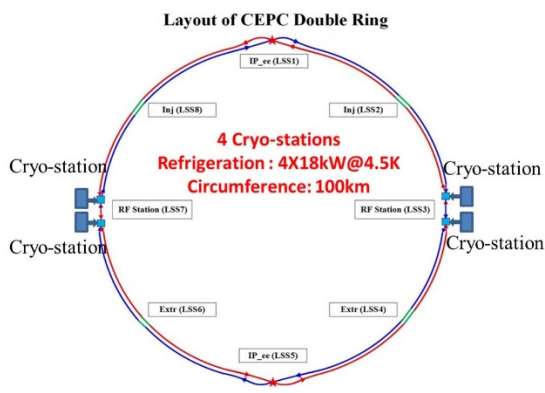 Layout of CEPC Double Ring
IP_ee (LSS1)
Inj (LSS8)
Inj (LSS2)
4 Cryo-stations
Refrigeration : 4X18kW@4.5K
Circumference: 100km
Cryo-station
Cryo-station
RF Station (LSS7)
RF Station (LSS3)
Cryo-station
Cryo-station
Extr (LSS6)
Extr (LSS4)
IP_ee (LSS5)